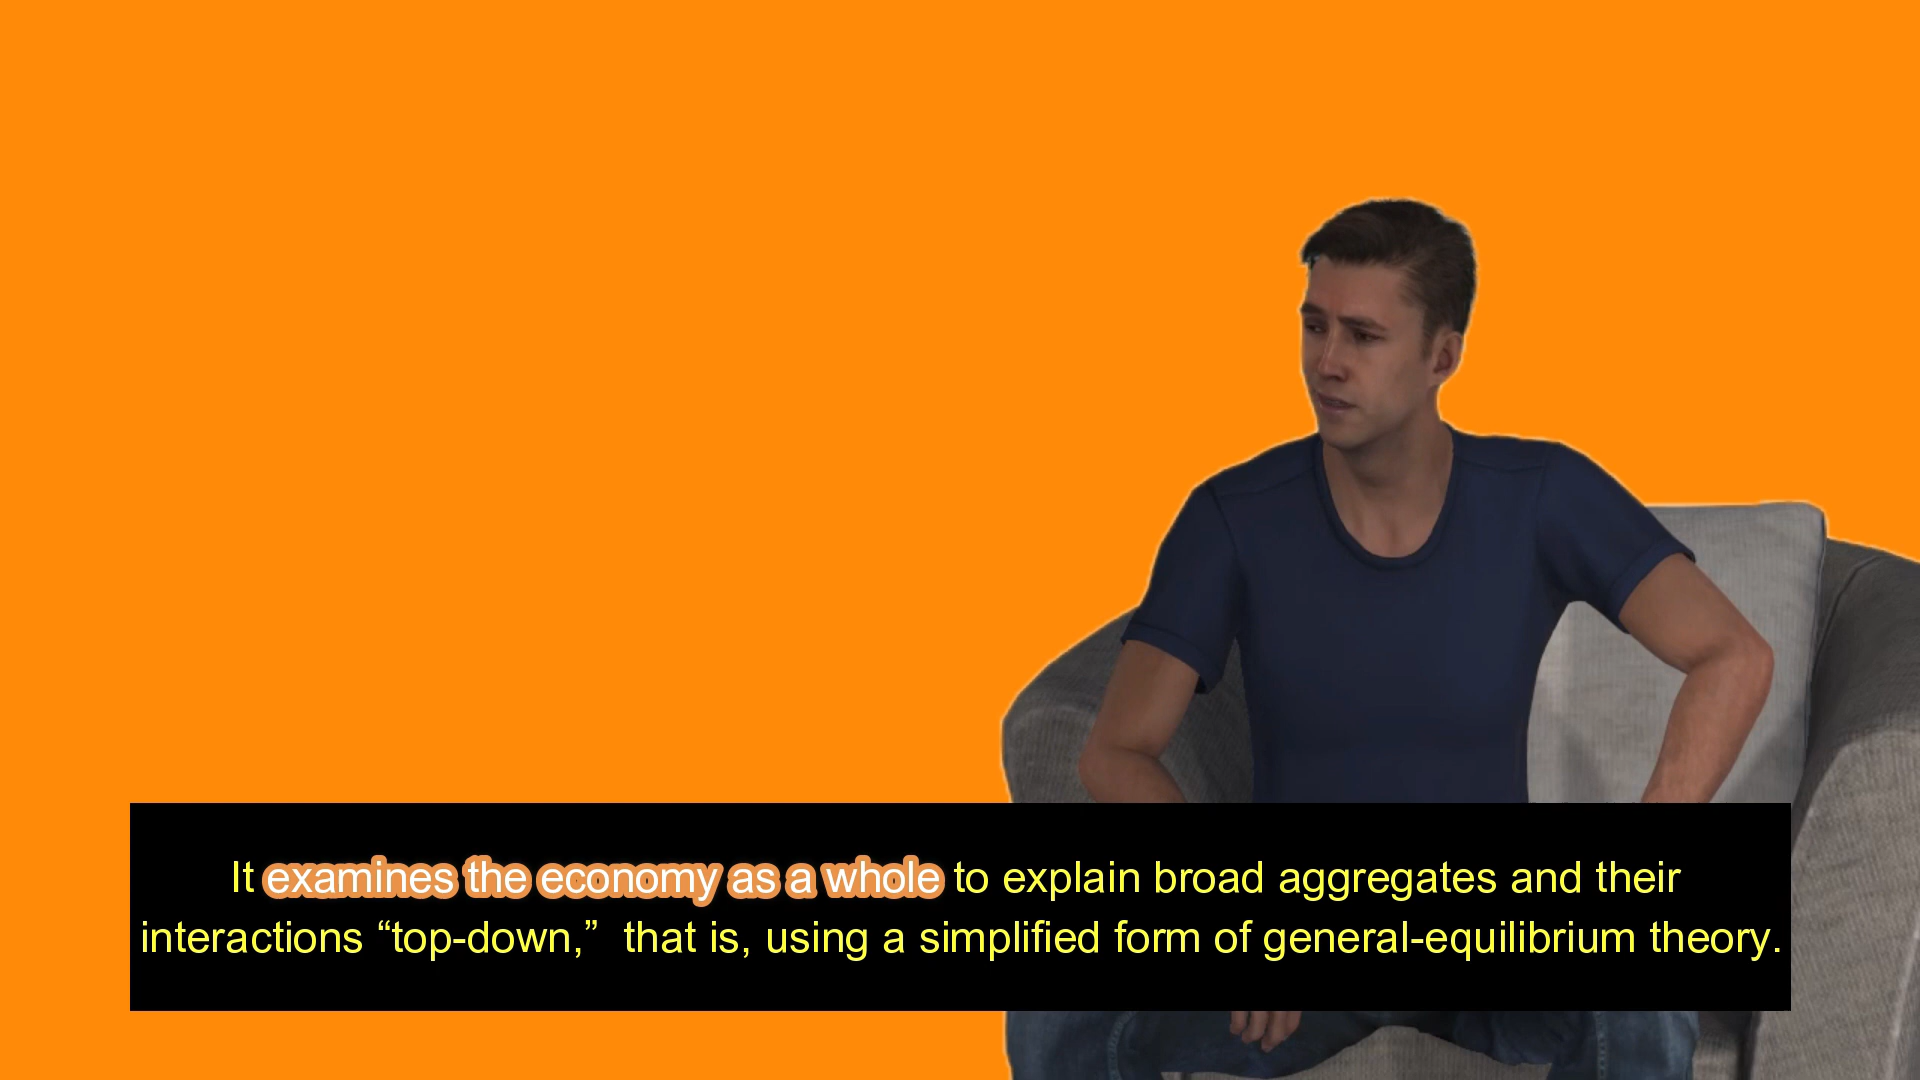 It examines the economy as a whole to explain broad aggregates and their
interactions “top-down,”  that is, using a simplified form of general-equilibrium theory.